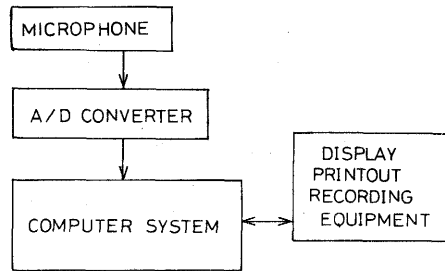 MICROPHONE
A/D CONVERTER
COMPUTER SYSTEM
DISPLAY
PRINTOUT
RECORDING
EQUIPMENT